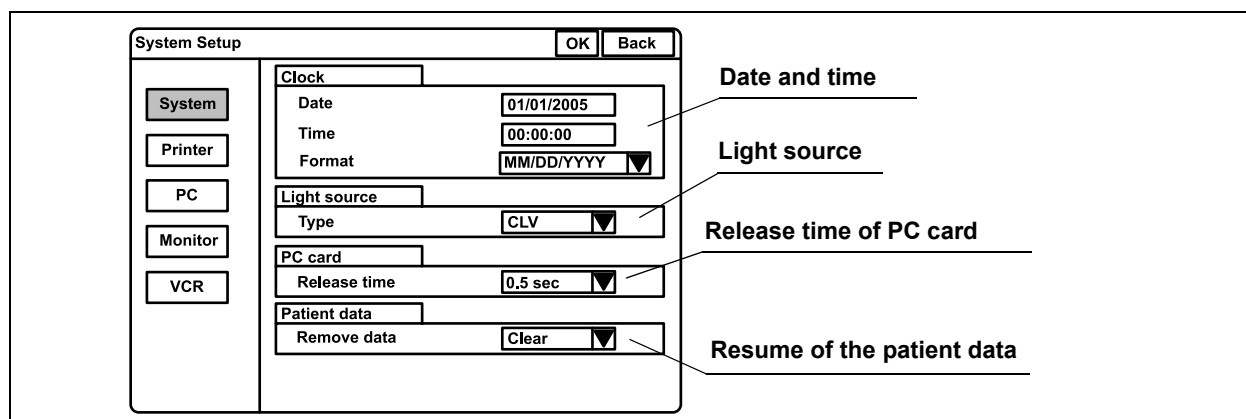 System Setup OK Back
System
Printer
PC
Monitor
VCR
Clock
Date 01/01/2005
Time 00:00:00
Format MM/DD/YYYY
Light source
Type CLV
PC card
Release time 0.5 sec
Patient data
Remove data Clear
Date and time
Light source
Release time of PC card
Resume of the patient data